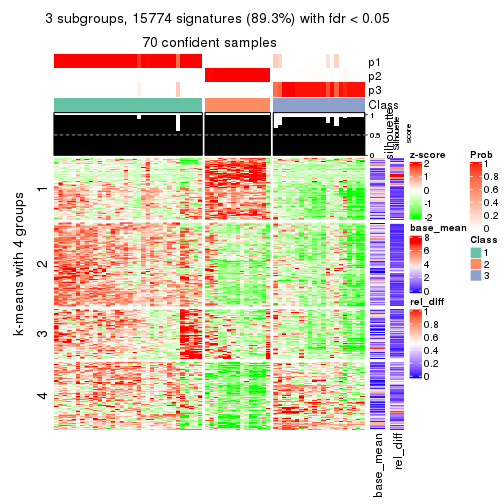 3 subgroups, 15774 signatures (89.3%) with fdr < 0.05
70 confident samples
p1
p2
p3
Class
1
0.5
0
silhouette
Silhouette
score
k-means with 4 groups
1
2
3
4
base_mean
rel_diff
z-score
2
1
0
-1
-2
base_mean
8
6
4
2
0
rel_diff
1
0.8
0.6
0.4
0.2
0
Prob
1
0.8
0.6
0.4
0.2
0
Class
1
2
3